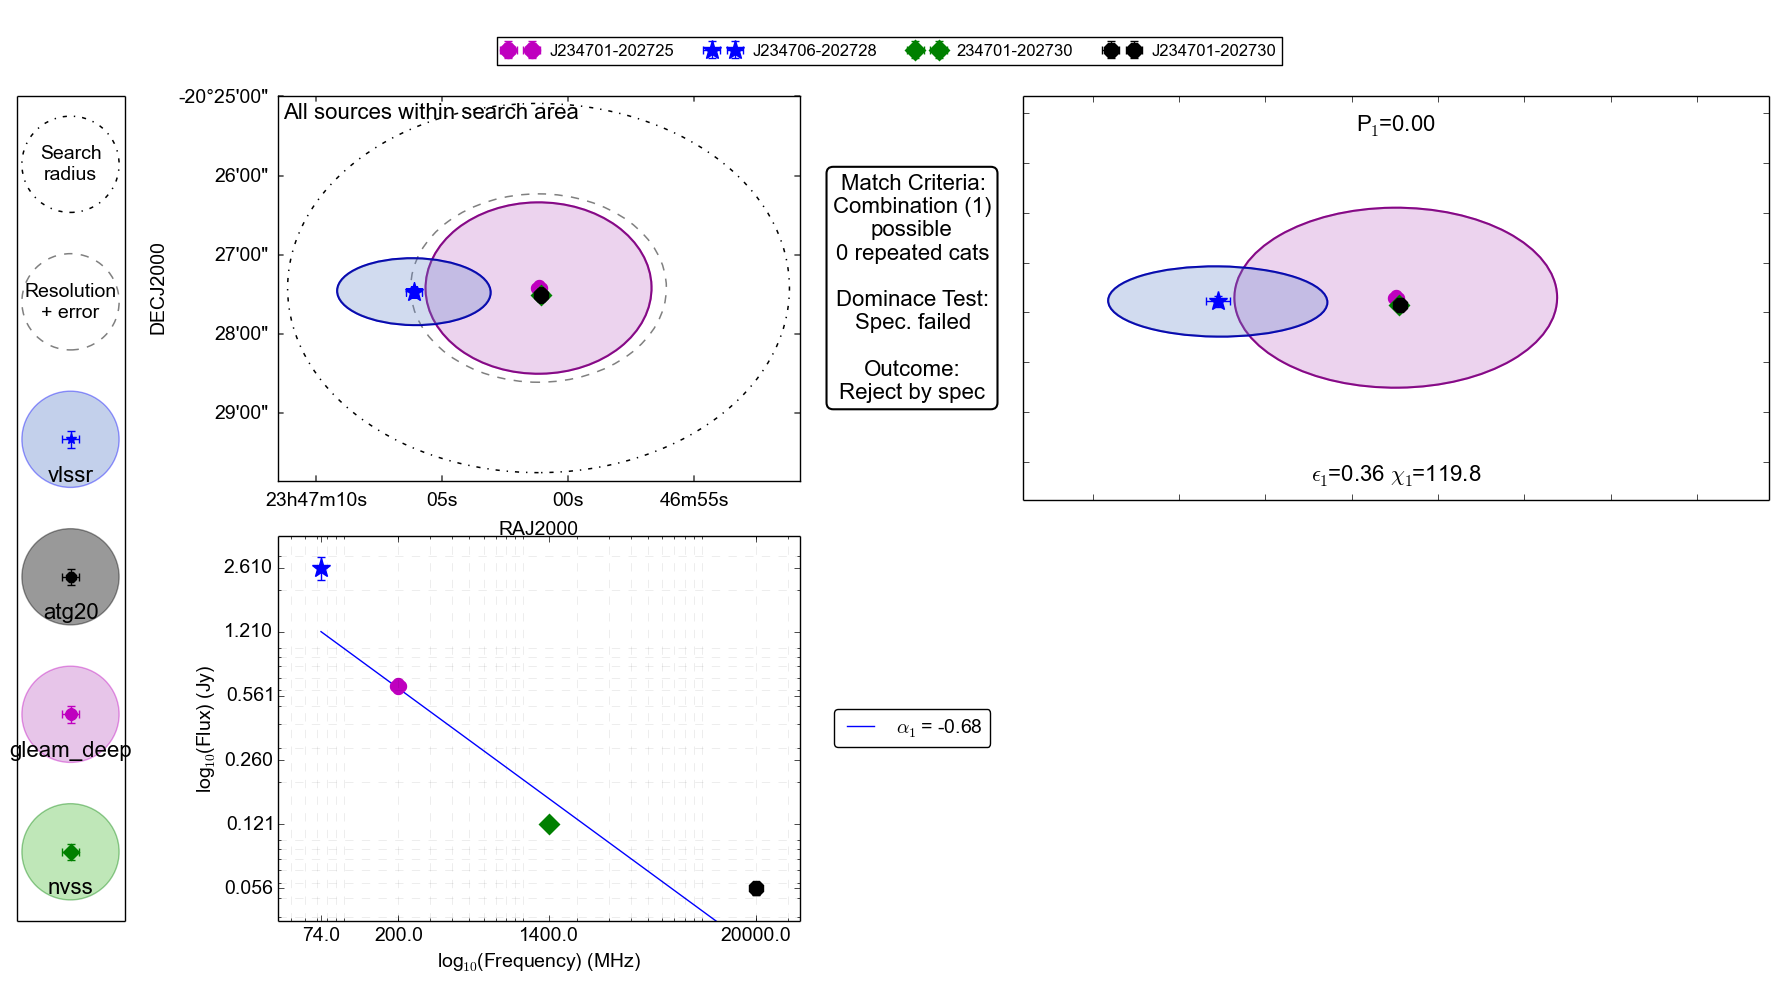 J234701-202725
J234706-202728
234701-202730
J234701-202730
Search
radius
Resolution
+ error
vlssr
atg20
gleam_deep
nvss
All sources within search area
-20°25'00"
26'00"
27'00"
28'00"
29'00"
DECJ2000
23h47m10s
05s
00s
46m55s
RAJ2000
Match Criteria:
Combination (1)
possible
0 repeated cats
Dominace Test:
Spec. failed
Outcome:
Reject by spec
P₁=0.00
ϵ₁=0.36 χ₁=119.8
2.610
1.210
0.561
0.260
0.121
0.056
log₁₀(Flux) (Jy)
74.0
200.0
1400.0
20000.0
log₁₀(Frequency) (MHz)
α₁ = -0.68